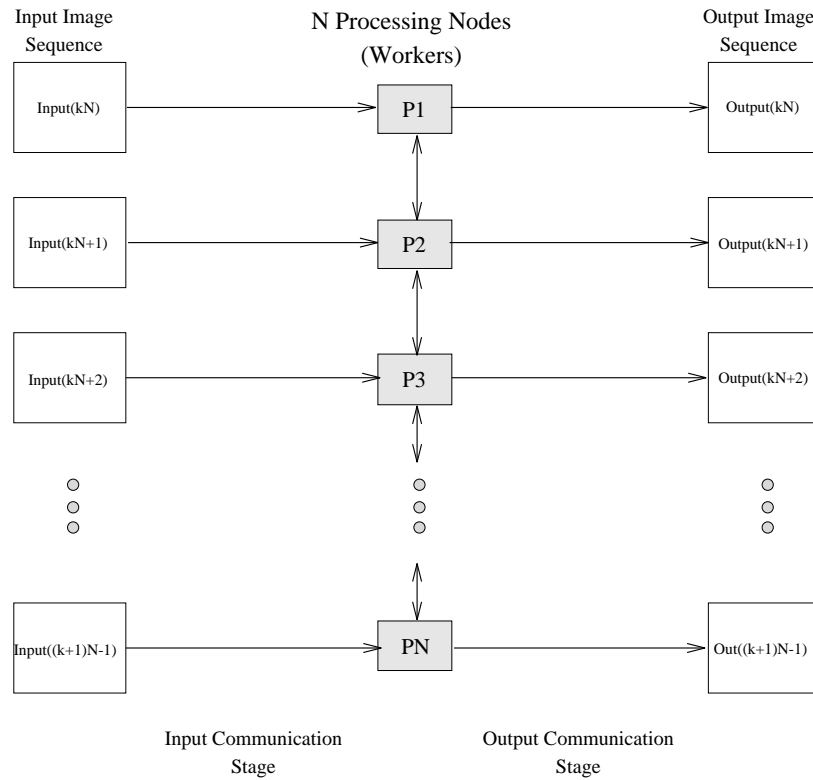 Input Image
Sequence
N Processing Nodes
(Workers)
Output Image
Sequence
Input(kN)
P1
Output(kN)
Input(kN+1)
P2
Output(kN+1)
Input(kN+2)
P3
Output(kN+2)
Input((k+1)N-1)
PN
Out((k+1)N-1)
Input Communication
Stage
Output Communication
Stage